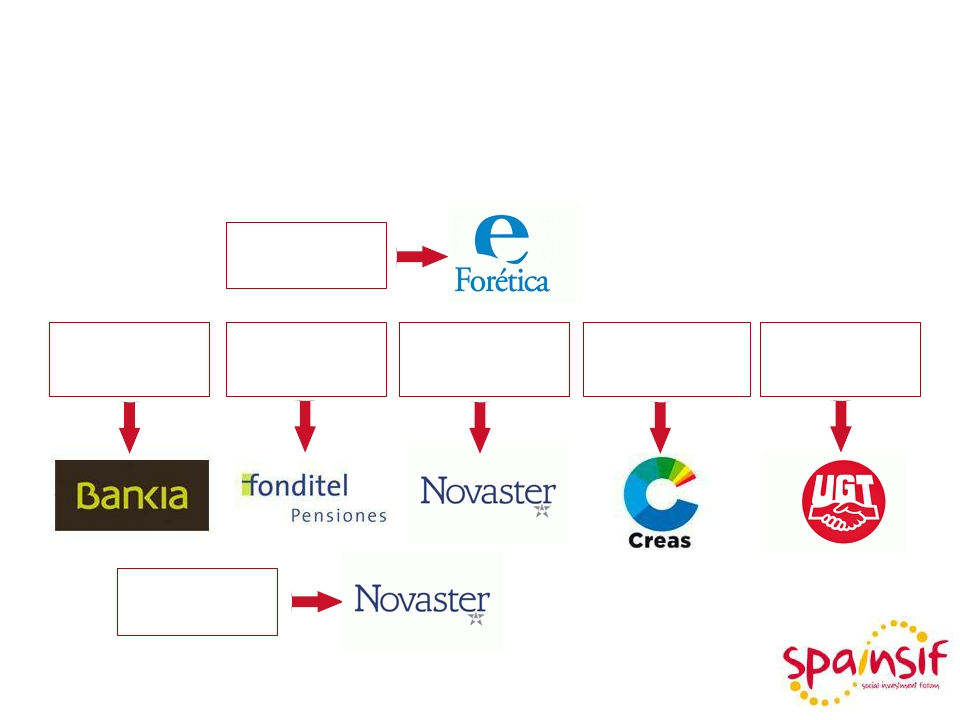 e
Forética
Bankia
fonditel
Pensiones
Novaster
Creas
UGT
Novaster
spainsif
social investment forum